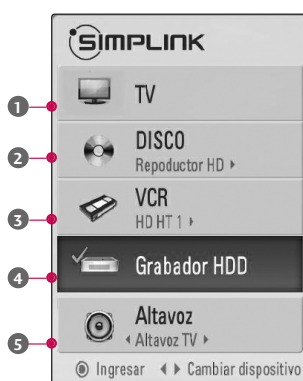 SIMPLINK
1 TV
2 DISCO
Repoductor HD ▸
3 VCR
HD HT 1 ▸
4 Grabador HDD
5 Altavoz
◂ Altavoz TV ▸
◉ Ingresar ◂ ▸ Cambiar dispositivo